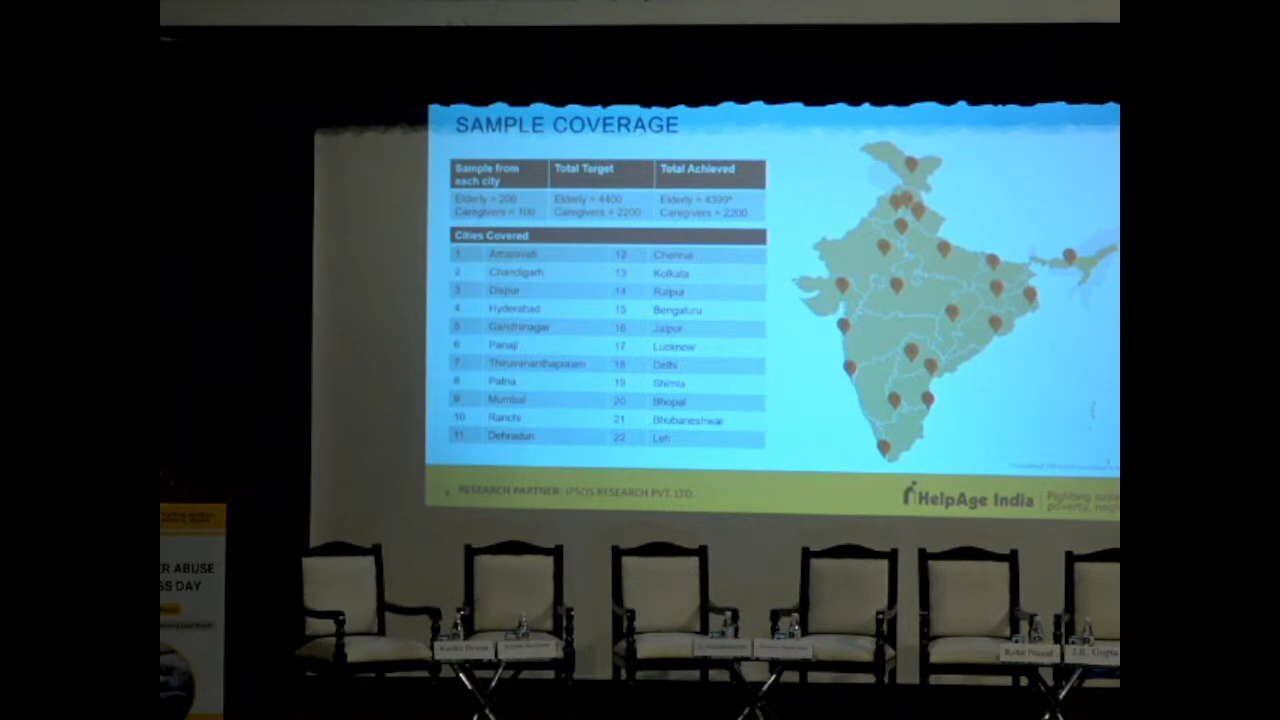 SAMPLE COVERAGE
Sample from each city Total Target Total Achieved
Elderly = 200 Elderly = 4400 Elderly = 4399*
Caregivers = 100 Caregivers = 2200 Caregivers = 2200
Cities Covered
1 Amaravati 12 Chennai
2 Chandigarh 13 Kolkata
3 Dispur 14 Raipur
4 Hyderabad 15 Bengaluru
5 Gandhinagar 16 Jaipur
6 Panaji 17 Lucknow
7 Thiruvananthapuram 18 Delhi
8 Patna 19 Shimla
9 Mumbai 20 Bhopal
10 Ranchi 21 Bhubaneshwar
11 Dehradun 22 Leh
RESEARCH PARTNER: IPSOS RESEARCH PVT. LTD.
HelpAge India
Fighting
poverty,
ER ABUSE
SS DAY
Rohit Prasad
J.R. Gupta